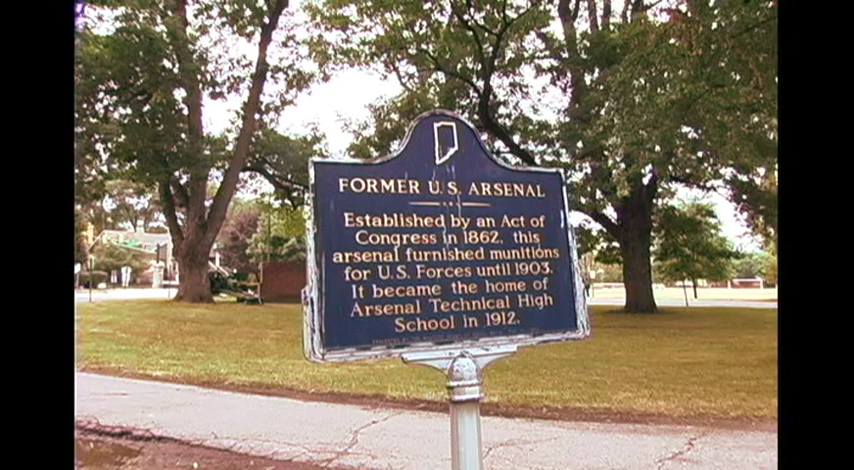 FORMER U.S. ARSENAL
Established by an Act of
Congress in 1862, this
arsenal furnished munitions
for U.S. Forces until 1903.
It became the home of
Arsenal Technical High
School in 1912.